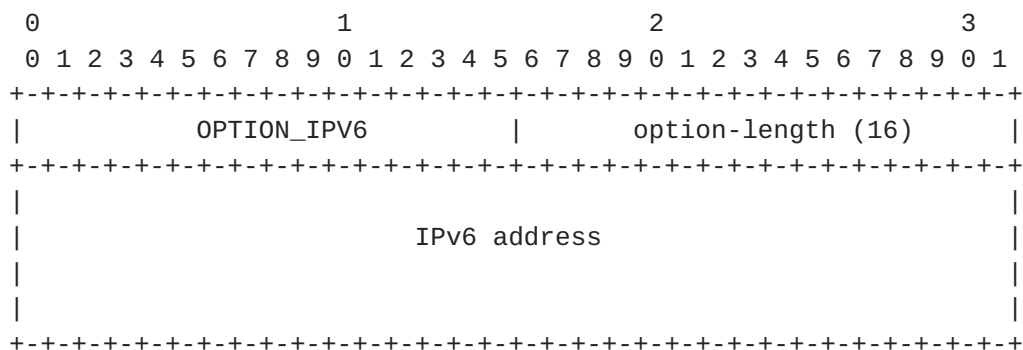 0                   1                   2                   3
 0 1 2 3 4 5 6 7 8 9 0 1 2 3 4 5 6 7 8 9 0 1 2 3 4 5 6 7 8 9 0 1
+-+-+-+-+-+-+-+-+-+-+-+-+-+-+-+-+-+-+-+-+-+-+-+-+-+-+-+-+-+-+-+-+
|           OPTION_IPV6         |       option-length (16)      |
+-+-+-+-+-+-+-+-+-+-+-+-+-+-+-+-+-+-+-+-+-+-+-+-+-+-+-+-+-+-+-+-+
|                                                               |
|                         IPv6 address                          |
|                                                               |
|                                                               |
+-+-+-+-+-+-+-+-+-+-+-+-+-+-+-+-+-+-+-+-+-+-+-+-+-+-+-+-+-+-+-+-+